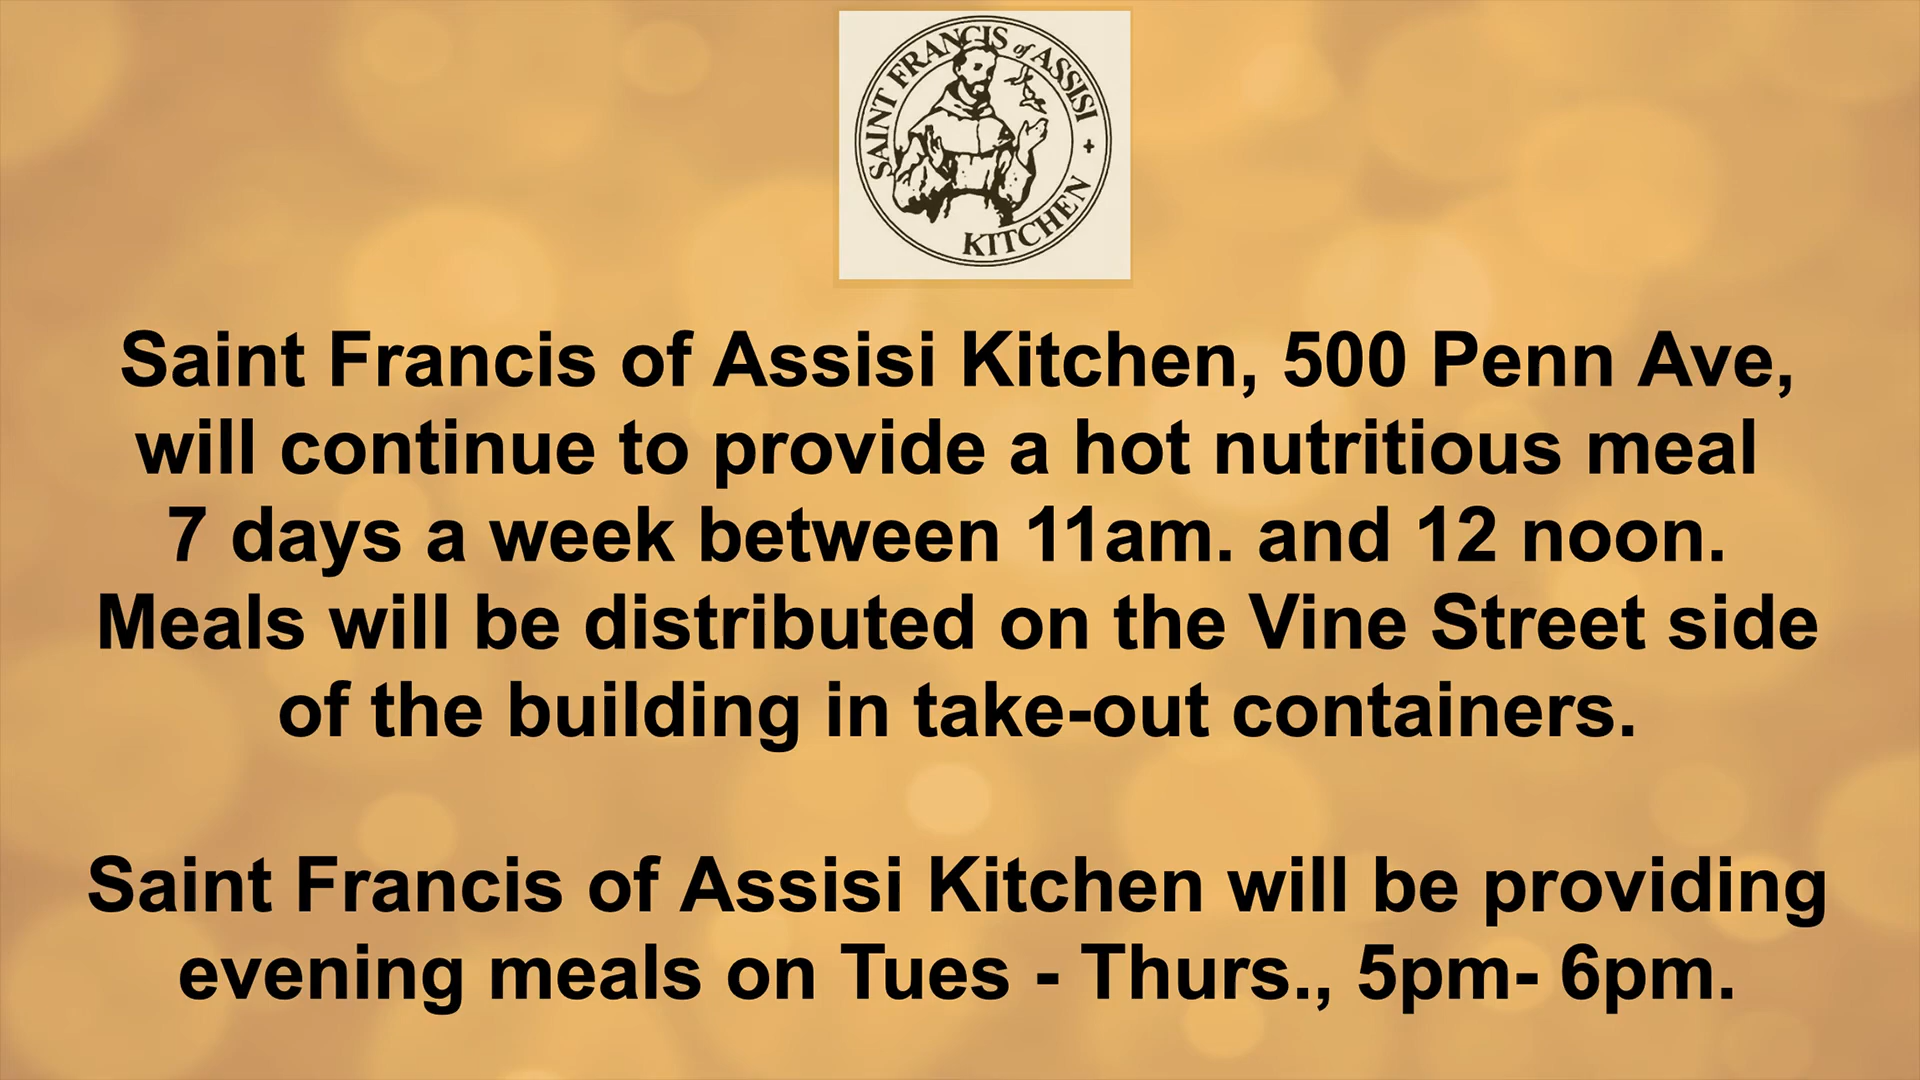 SAINT FRANCIS of ASSISI + KITCHEN
Saint Francis of Assisi Kitchen, 500 Penn Ave,
will continue to provide a hot nutritious meal
7 days a week between 11am. and 12 noon.
Meals will be distributed on the Vine Street side
of the building in take-out containers.
Saint Francis of Assisi Kitchen will be providing
evening meals on Tues - Thurs., 5pm- 6pm.